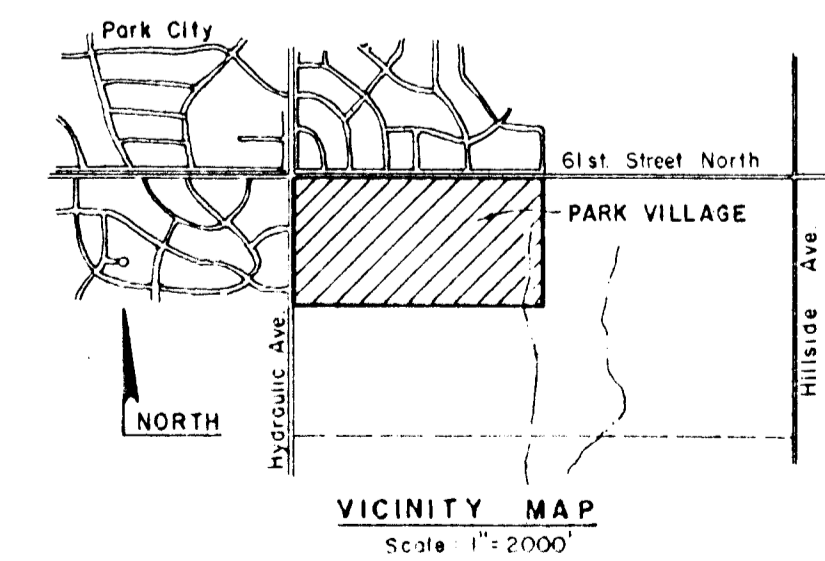 Park City
61st. Street North
PARK VILLAGE
Hydraulic Ave.
Hillside Ave.
NORTH
VICINITY MAP
Scale : 1" = 2000'